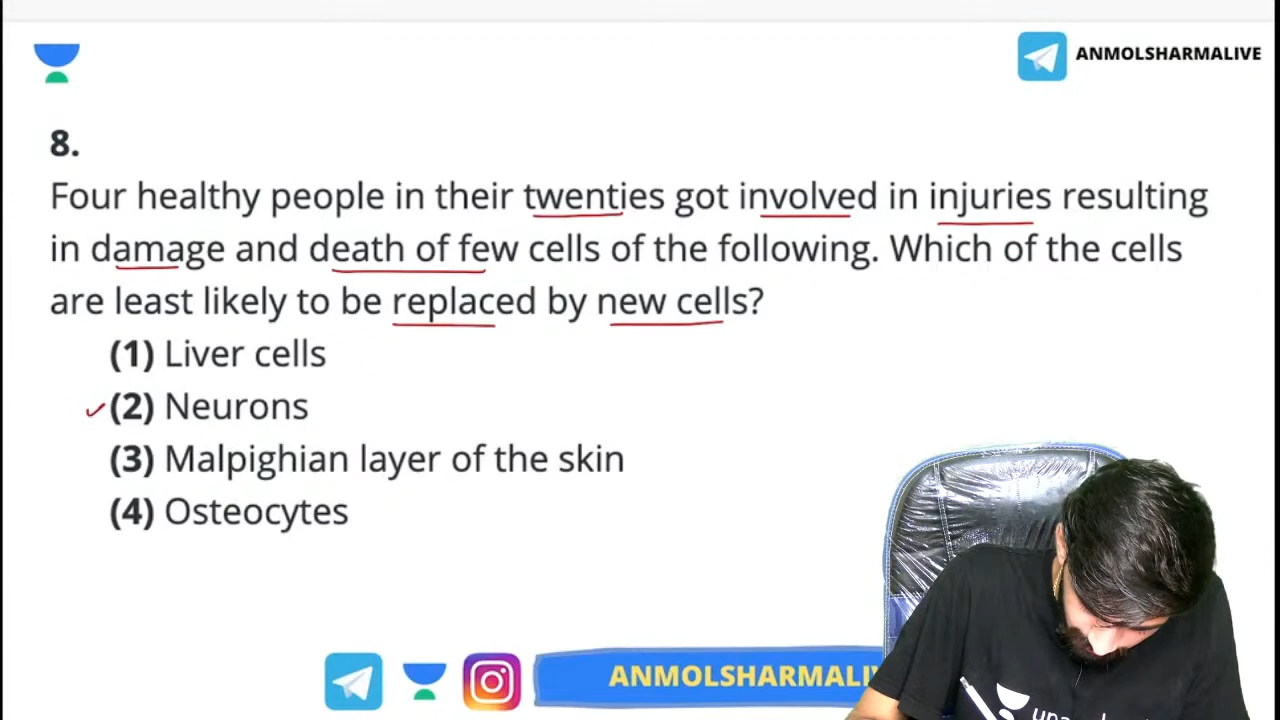 ANMOLSHARMALIVE
8.
Four healthy people in their twenties got involved in injuries resulting
in damage and death of few cells of the following. Which of the cells
are least likely to be replaced by new cells?
(1) Liver cells
(2) Neurons
(3) Malpighian layer of the skin
(4) Osteocytes
ANMOLSHARMALIV